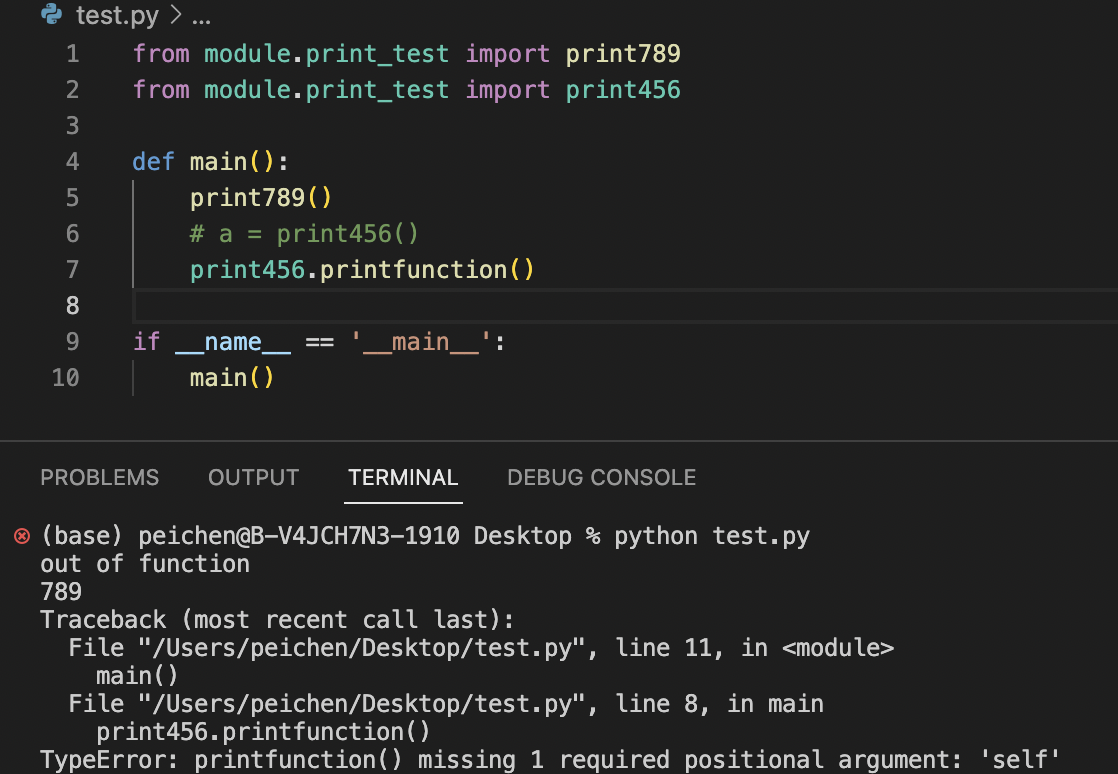 test.py > ...
1 from module.print_test import print789
2 from module.print_test import print456
3
4 def main():
5     print789()
6     # a = print456()
7     print456.printfunction()
8
9 if __name__ == '__main__':
10     main()
PROBLEMS OUTPUT TERMINAL DEBUG CONSOLE
(base) peichen@B-V4JCH7N3-1910 Desktop % python test.py
out of function
789
Traceback (most recent call last):
  File "/Users/peichen/Desktop/test.py", line 11, in <module>
    main()
  File "/Users/peichen/Desktop/test.py", line 8, in main
    print456.printfunction()
TypeError: printfunction() missing 1 required positional argument: 'self'